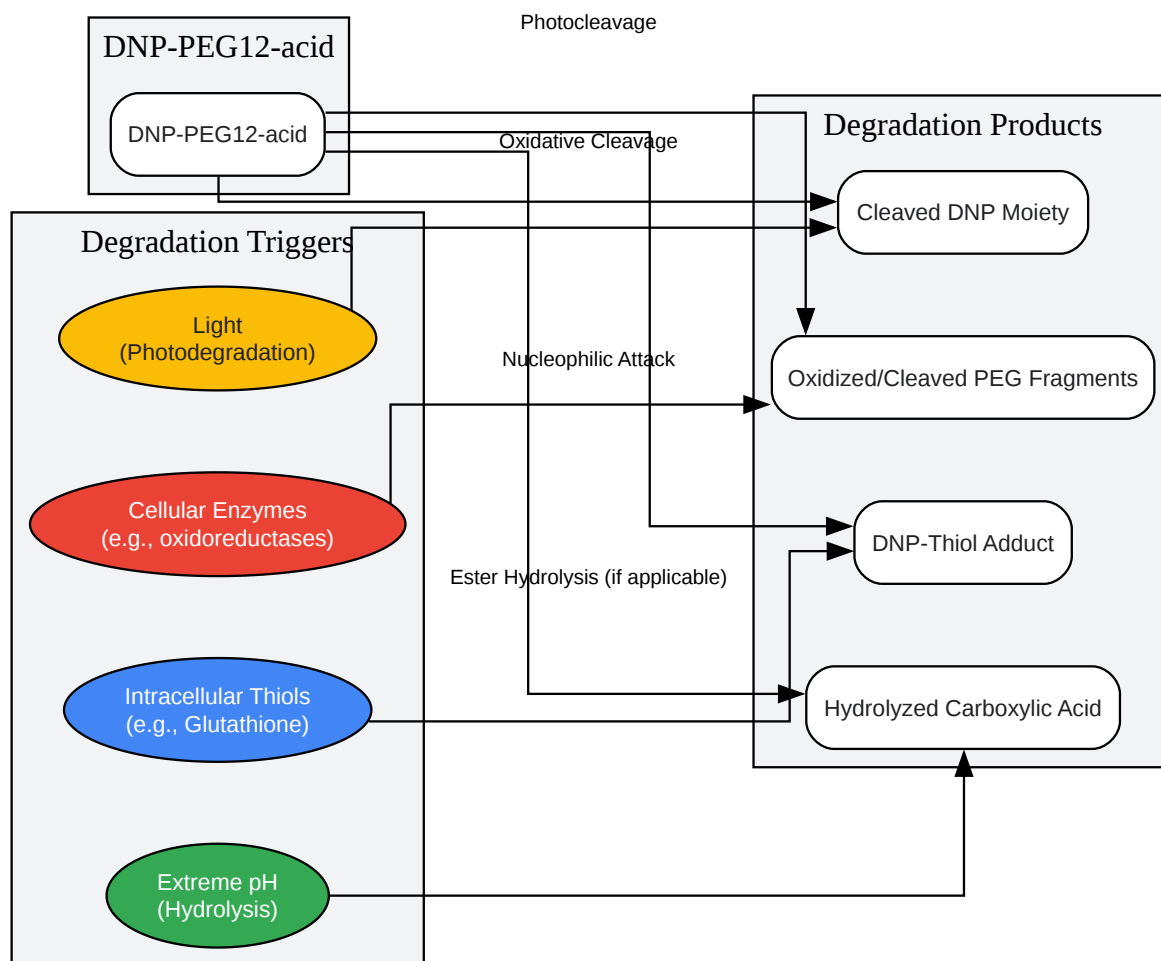 Photocleavage
DNP-PEG12-acid
DNP-PEG12-acid
Oxidative Cleavage
Degradation Products
Cleaved DNP Moiety
Degradation Triggers
Light
(Photodegradation)
Nucleophilic Attack
Oxidized/Cleaved PEG Fragments
Cellular Enzymes
(e.g., oxidoreductases)
DNP-Thiol Adduct
Ester Hydrolysis (if applicable)
Intracellular Thiols
(e.g., Glutathione)
Hydrolyzed Carboxylic Acid
Extreme pH
(Hydrolysis)